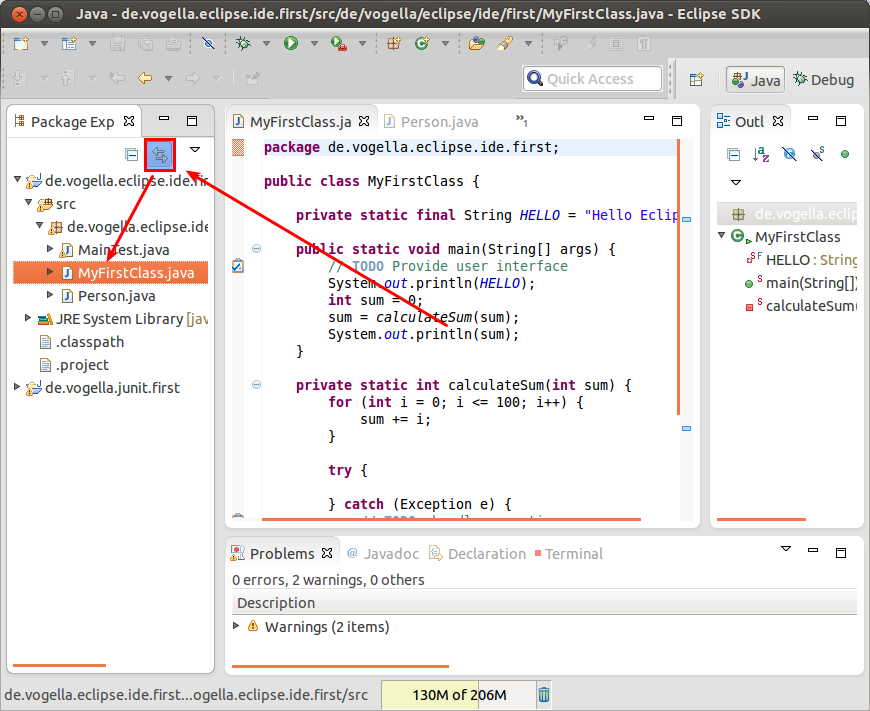 Java - de.vogella.eclipse.ide.first/src/de/vogella/eclipse/ide/first/MyFirstClass.java - Eclipse SDK
Quick Access
Java
Debug
Package Exp
de.vogella.eclipse.ide.fir
src
de.vogella.eclipse.ide
MainTest.java
MyFirstClass.java
Person.java
JRE System Library [jav
.classpath
.project
de.vogella.junit.first
MyFirstClass.ja
Person.java
»1
package de.vogella.eclipse.ide.first;
public class MyFirstClass {
private static final String HELLO = "Hello Eclip
public static void main(String[] args) {
// TODO Provide user interface
System.out.println(HELLO);
int sum = 0;
sum = calculateSum(sum);
System.out.println(sum);
}
private static int calculateSum(int sum) {
for (int i = 0; i <= 100; i++) {
sum += i;
}
try {
} catch (Exception e) {
Outl
de.vogella.eclip
MyFirstClass
HELLO : String
main(String[])
calculateSum(
Problems
@ Javadoc
Declaration
Terminal
0 errors, 2 warnings, 0 others
Description
Warnings (2 items)
de.vogella.eclipse.ide.first...ogella.eclipse.ide.first/src
130M of 206M